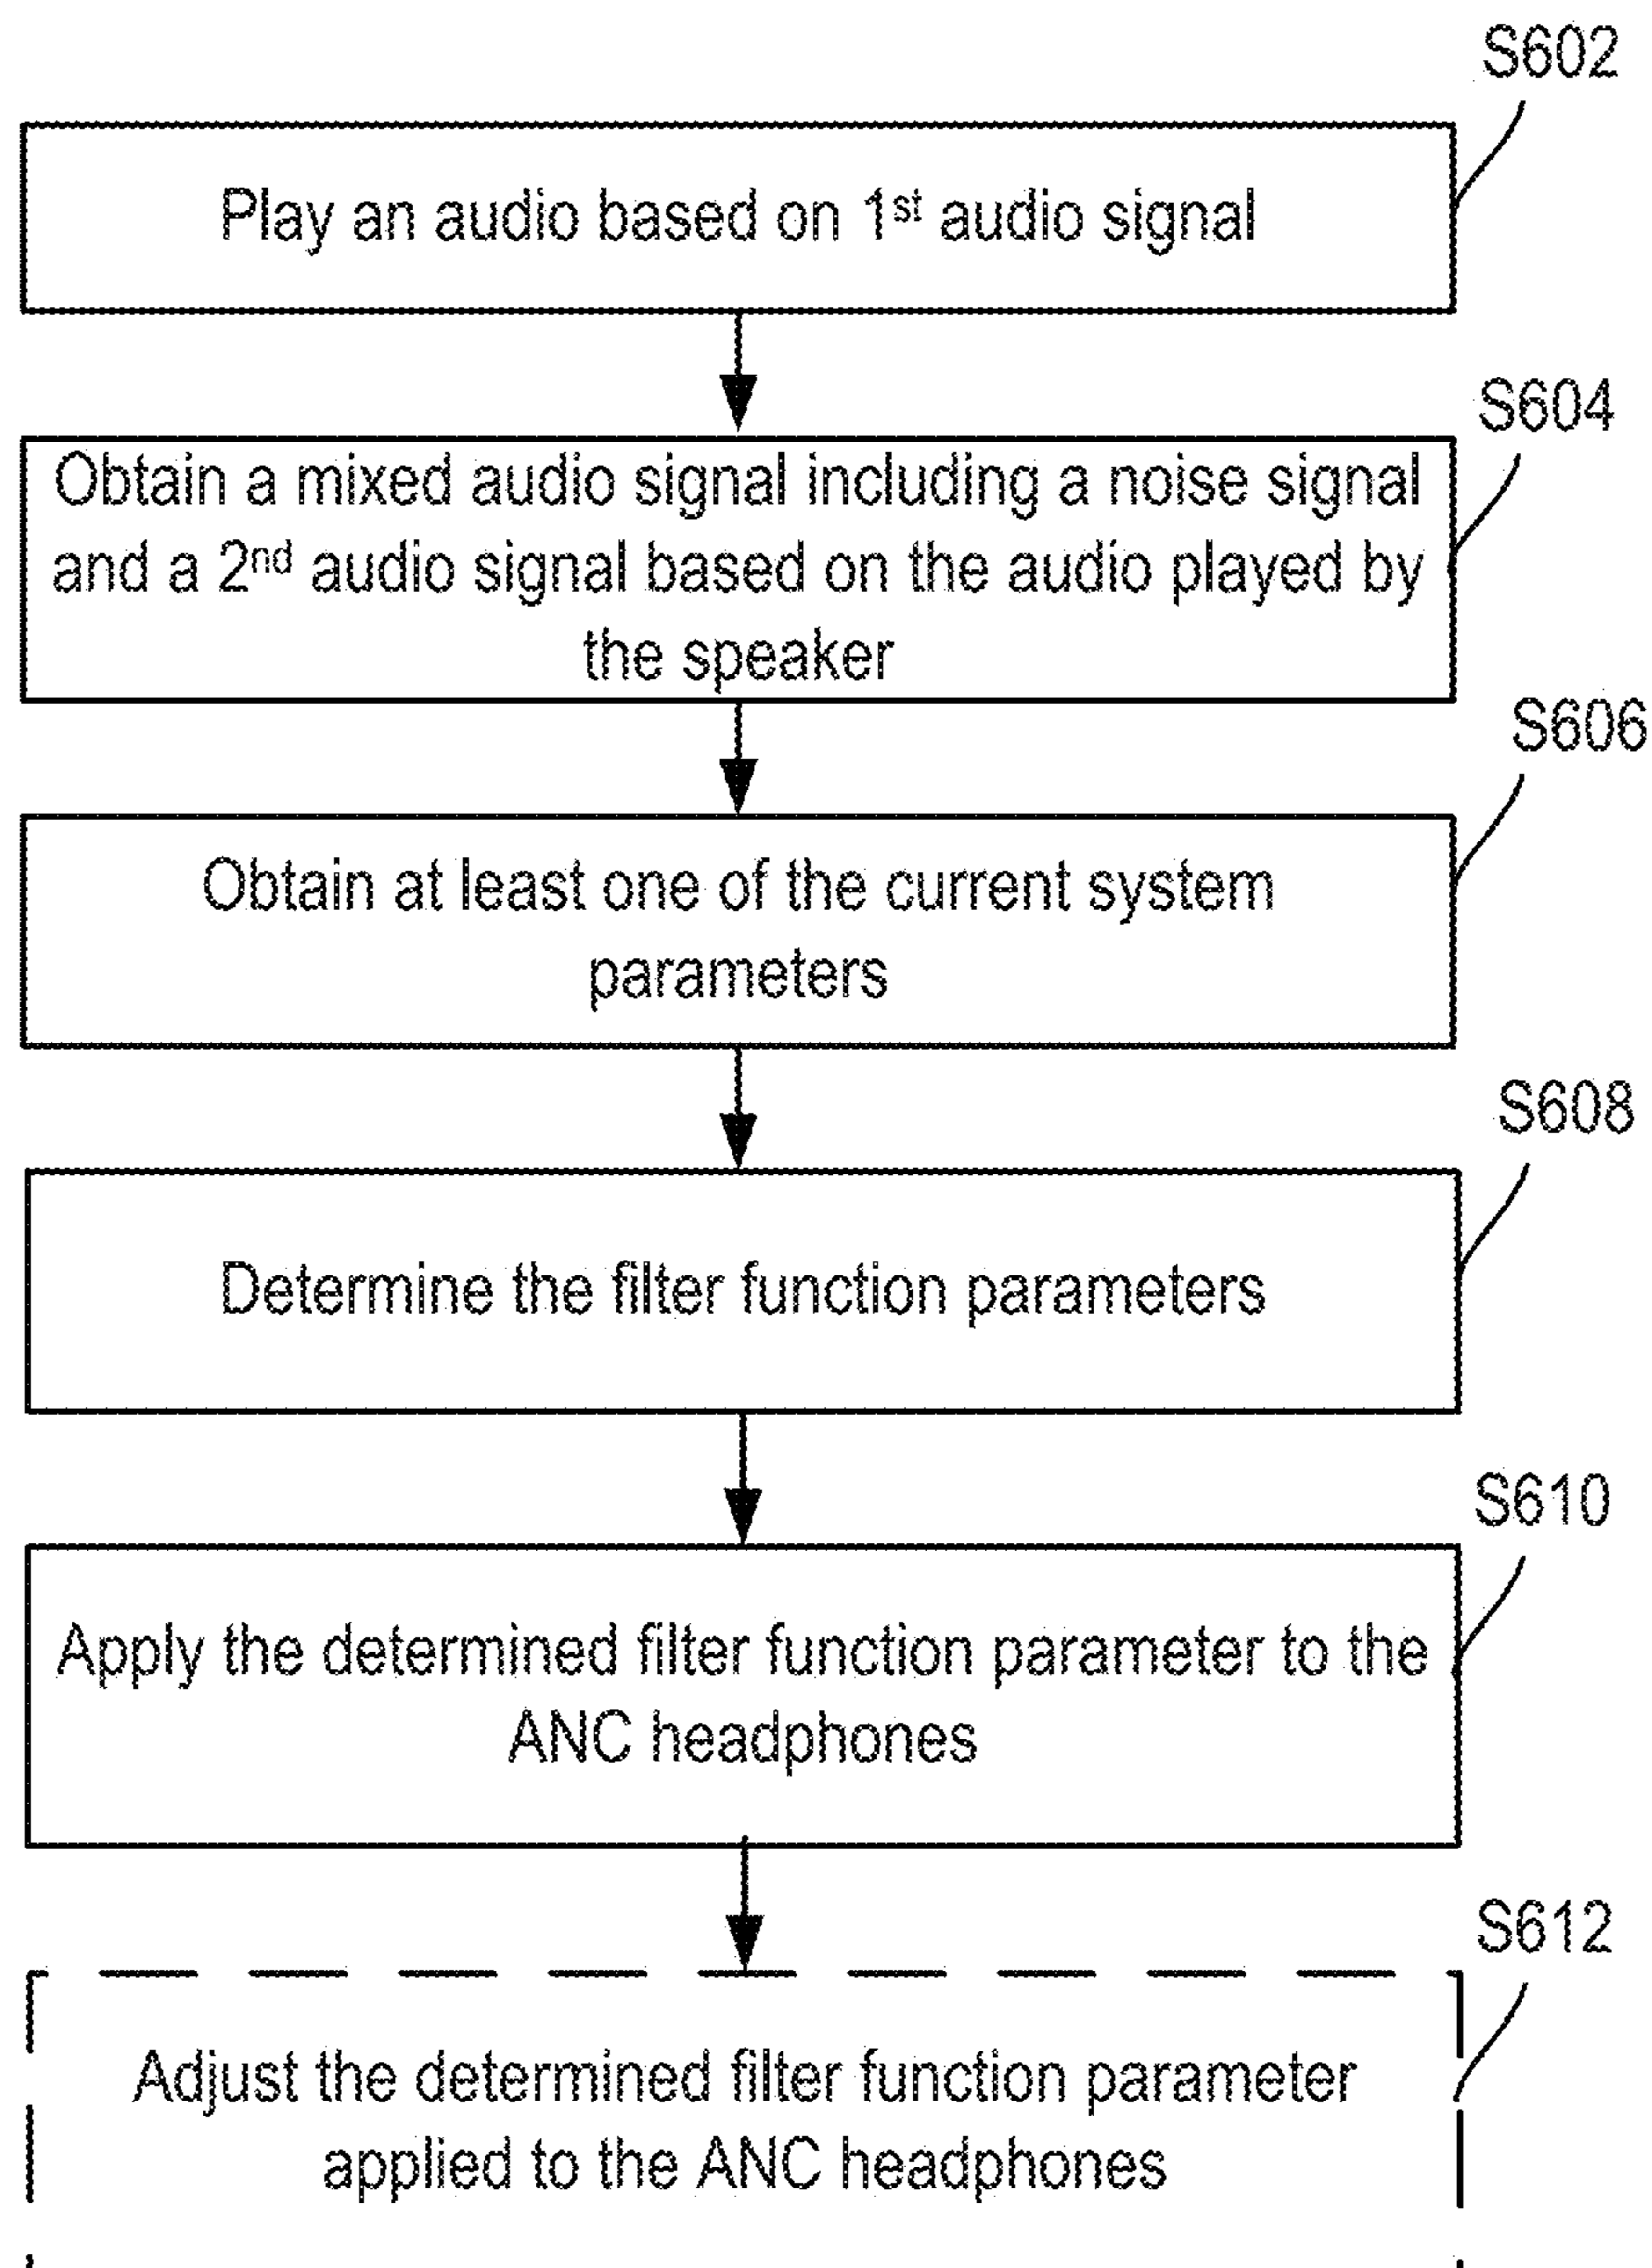 S602
Play an audio based on 1st audio signal
S604
Obtain a mixed audio signal including a noise signal
and a 2nd audio signal based on the audio played by
the speaker
S606
Obtain at least one of the current system
parameters
S608
Determine the filter function parameters
S610
Apply the determined filter function parameter to the
ANC headphones
S612
Adjust the determined filter function parameter
applied to the ANC headphones